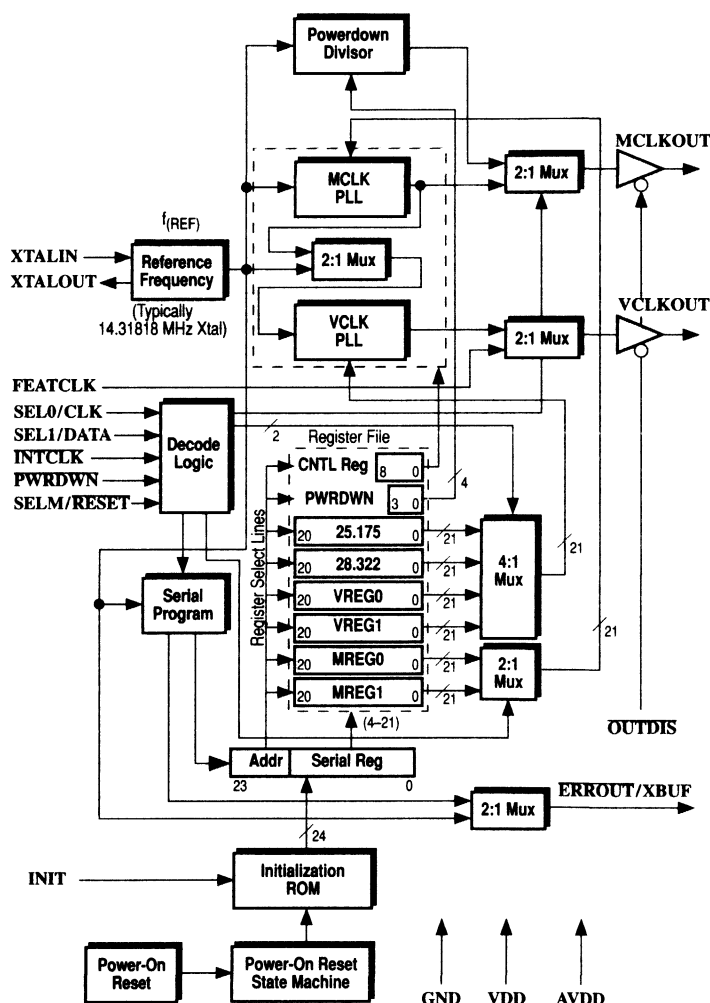 Powerdown
Divisor
MCLKOUT
MCLK
PLL
2:1 Mux
f(REF)
XTALIN
XTALOUT
Reference
Frequency
2:1 Mux
(Typically
14.31818 MHz Xtal)
VCLK
PLL
2:1 Mux
VCLKOUT
FEATCLK
SEL0/CLK
SEL1/DATA
INTCLK
PWRDWN
SELM/RESET
Decode
Logic
2
Register File
CNTL Reg 8 0
4
PWRDWN 3 0
Register Select Lines
20 25.175 0 21
20 28.322 0 21
20 VREG0 0 21
20 VREG1 0 21
20 MREG0 0 21
20 MREG1 0 21
4:1
Mux
21
2:1
Mux
21
Serial
Program
(4–21)
OUTDIS
Addr Serial Reg
23 0
2:1 Mux
ERROUT/XBUF
24
INIT
Initialization
ROM
Power-On
Reset
Power-On Reset
State Machine
GND VDD AVDD